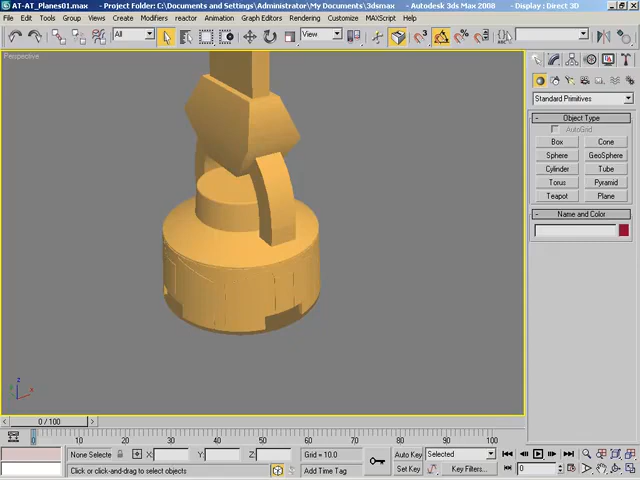 AT-AT_Planes01.max - Project Folder: C:\Documents and Settings\Administrator\My Documents\3dsmax - Autodesk 3ds Max 2008 - Display : Direct 3D
File Edit Tools Group Views Create Modifiers reactor Animation Graph Editors Rendering Customize MAXScript Help
All View
Perspective
Standard Primitives
- Object Type
AutoGrid
Box Cone
Sphere GeoSphere
Cylinder Tube
Torus Pyramid
Teapot Plane
- Name and Color
z
x
0 / 100
0 10 20 30 40 50 60 70 80 90 100
None Selecte X: Y: Z: Grid = 10.0 Auto Key Selected
Click or click-and-drag to select objects Add Time Tag Set Key Key Filters... 0